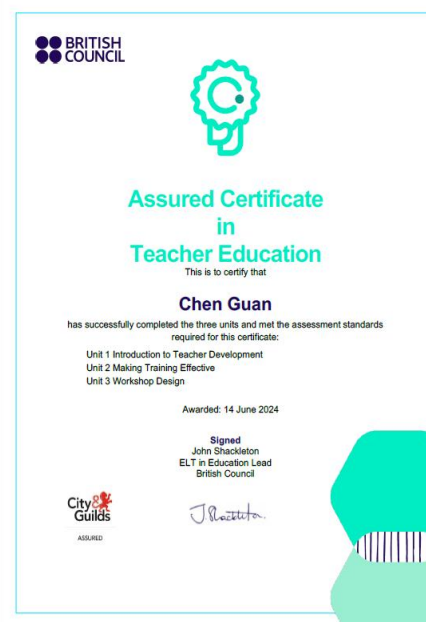 BRITISH
COUNCIL
Assured Certificate
in
Teacher Education
This is to certify that
Chen Guan
has successfully completed the three units and met the assessment standards
required for this certificate:
Unit 1 Introduction to Teacher Development
Unit 2 Making Training Effective
Unit 3 Workshop Design
Awarded: 14 June 2024
Signed
John Shackleton
ELT in Education Lead
British Council
City&
Guilds
J. Shackleton.
ASSURED